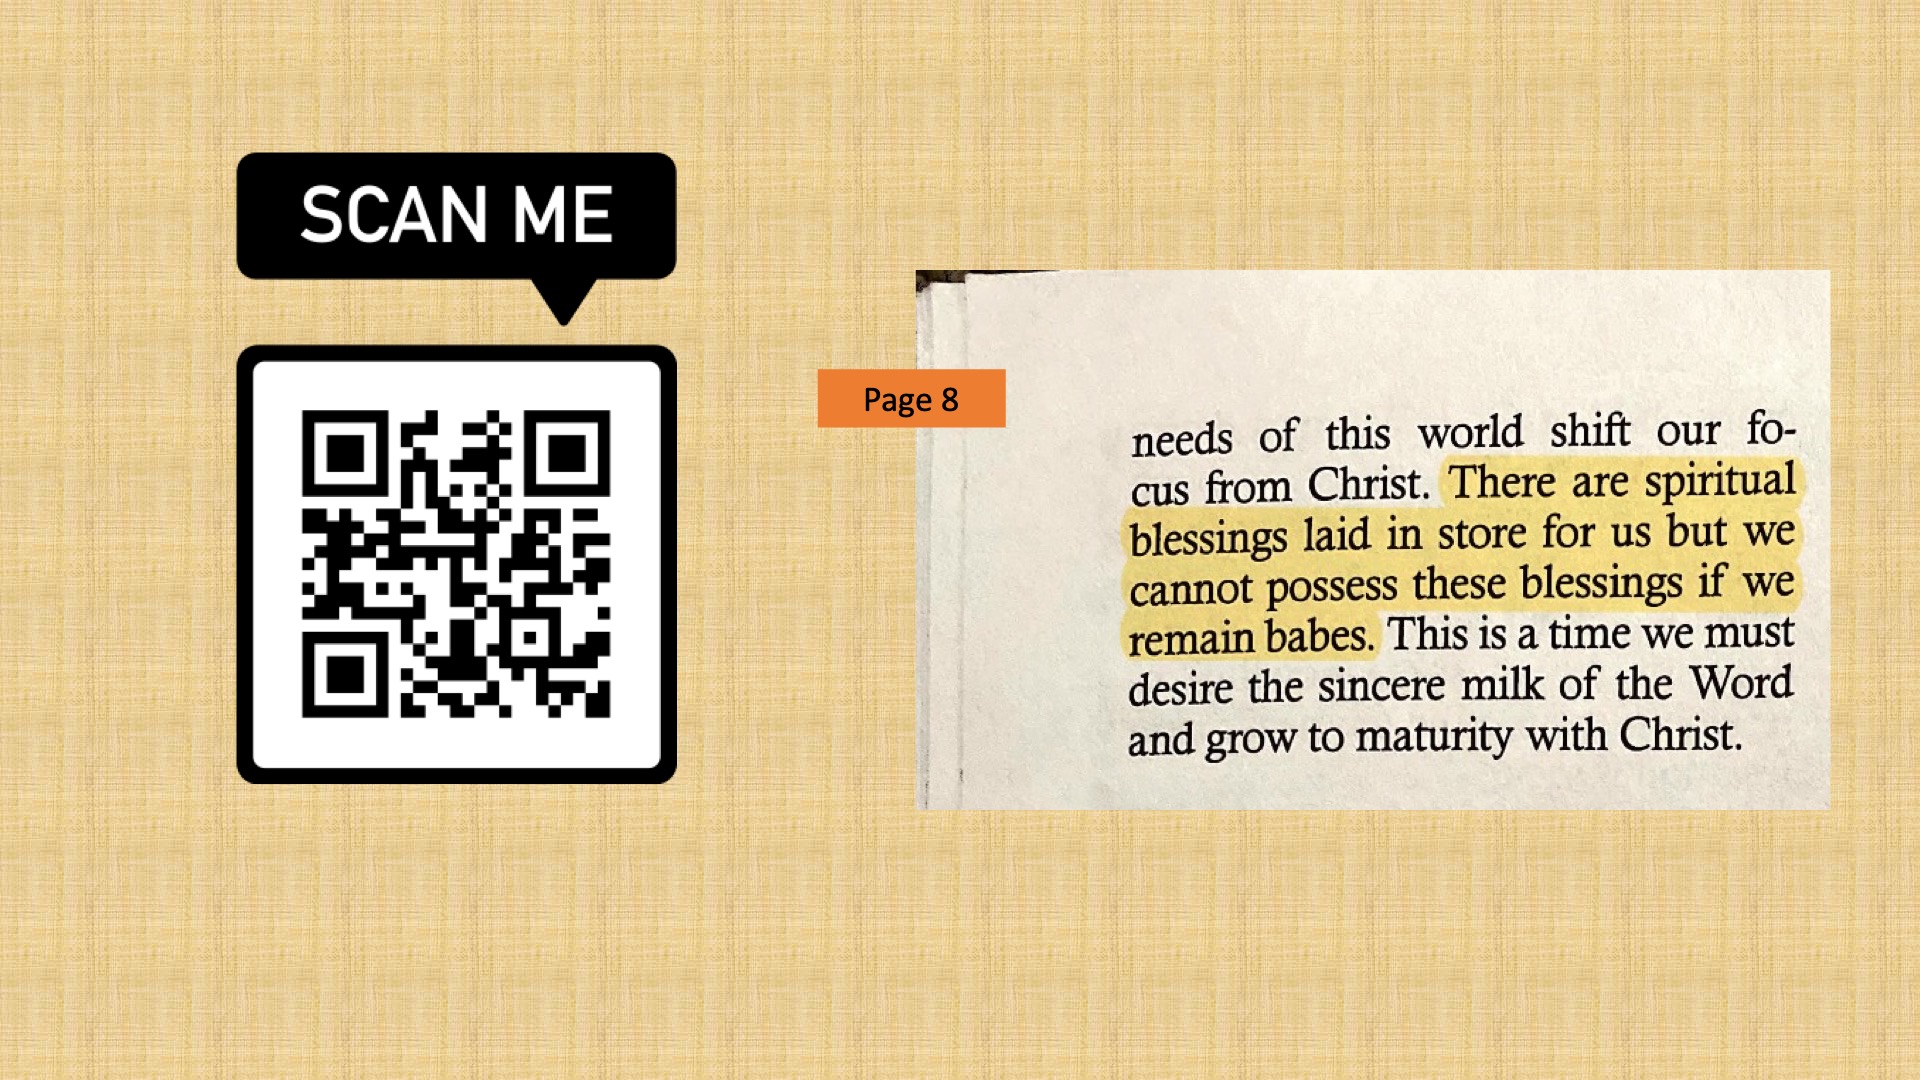 SCAN ME
Page 8
needs of this world shift our fo-
cus from Christ. There are spiritual
blessings laid in store for us but we
cannot possess these blessings if we
remain babes. This is a time we must
desire the sincere milk of the Word
and grow to maturity with Christ.